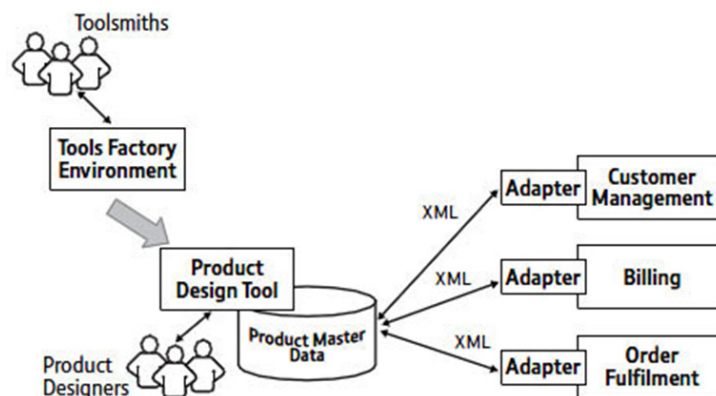 Toolsmiths
Tools Factory
Environment
Product
Design Tool
Product Master
Data
Product
Designers
XML
XML
XML
Adapter
Customer
Management
Adapter
Billing
Adapter
Order
Fulfilment